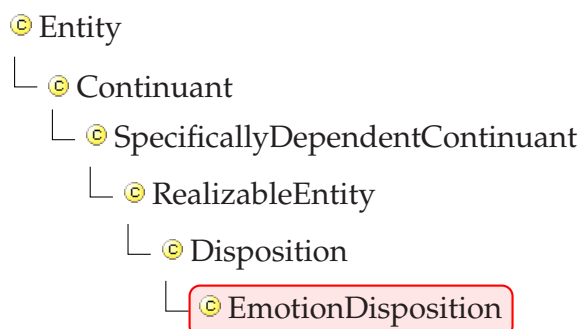 Entity
Continuant
SpecificallyDependentContinuant
RealizableEntity
Disposition
EmotionDisposition